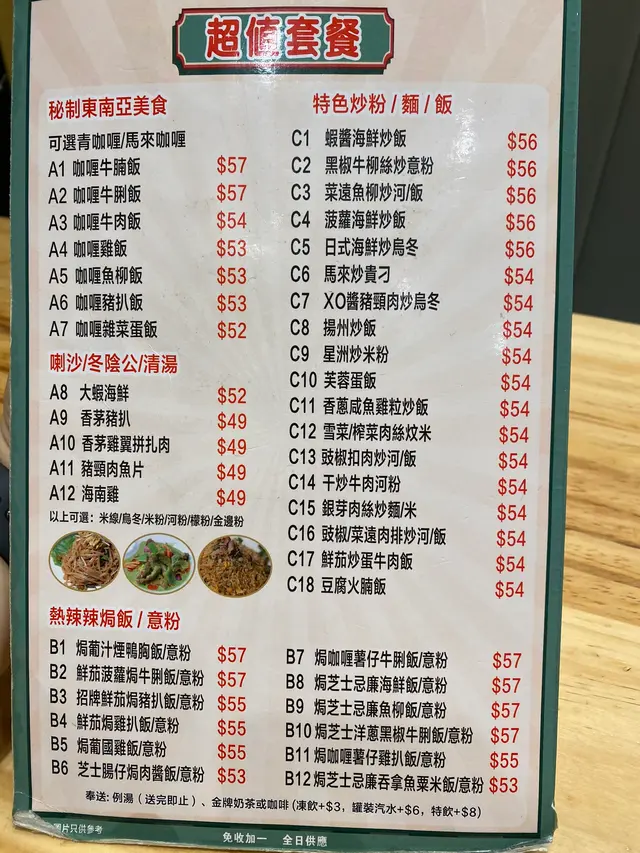 超值套餐
秘制東南亞美食
可選青咖喱/馬來咖喱
A1 咖喱牛腩飯 $57
A2 咖喱牛脷飯 $57
A3 咖喱牛肉飯 $54
A4 咖喱雞飯 $53
A5 咖喱魚柳飯 $53
A6 咖喱豬扒飯 $53
A7 咖喱雜菜蛋飯 $52
喇沙/冬陰公/清湯
A8 大蝦海鮮 $52
A9 香茅豬扒 $49
A10 香茅雞翼拼扎肉 $49
A11 豬頸肉魚片 $49
A12 海南雞 $49
以上可選：米線/烏冬/米粉/河粉/檬粉/金邊粉
特色炒粉/麵/飯
C1 蝦醬海鮮炒飯 $56
C2 黑椒牛柳絲炒意粉 $56
C3 菜遠魚柳炒河/飯 $56
C4 菠蘿海鮮炒飯 $56
C5 日式海鮮炒烏冬 $56
C6 馬來炒貴刁 $54
C7 XO醬豬頸肉炒烏冬 $54
C8 揚州炒飯 $54
C9 星洲炒米粉 $54
C10 芙蓉蛋飯 $54
C11 香蔥咸魚雞粒炒飯 $54
C12 雪菜/榨菜肉絲炆米 $54
C13 豉椒扣肉炒河/飯 $54
C14 干炒牛肉河粉 $54
C15 銀芽肉絲炒麵/米 $54
C16 豉椒/菜遠肉排炒河/飯 $54
C17 鮮茄炒蛋牛肉飯 $54
C18 豆腐火腩飯 $54
熱辣辣焗飯/意粉
B1 焗葡汁煙鴨胸飯/意粉 $57
B2 鮮茄菠蘿焗牛脷飯/意粉 $57
B3 招牌鮮茄焗豬扒飯/意粉 $55
B4 鮮茄焗雞扒飯/意粉 $55
B5 焗葡國雞飯/意粉 $55
B6 芝士腸仔焗肉醬飯/意粉 $53
B7 焗咖喱薯仔牛脷飯/意粉 $57
B8 焗芝士忌廉海鮮飯/意粉 $57
B9 焗芝士忌廉魚柳飯/意粉 $57
B10 焗芝士洋蔥黑椒牛脷飯/意粉 $57
B11 焗咖喱薯仔雞扒飯/意粉 $55
B12 焗芝士忌廉吞拿魚粟米飯/意粉 $53
奉送: 例湯（送完即止）、金牌奶茶或咖啡 (凍飲+$3，罐裝汽水+$6，特飲+$8）
圖片只供參考
免收加一 全日供應